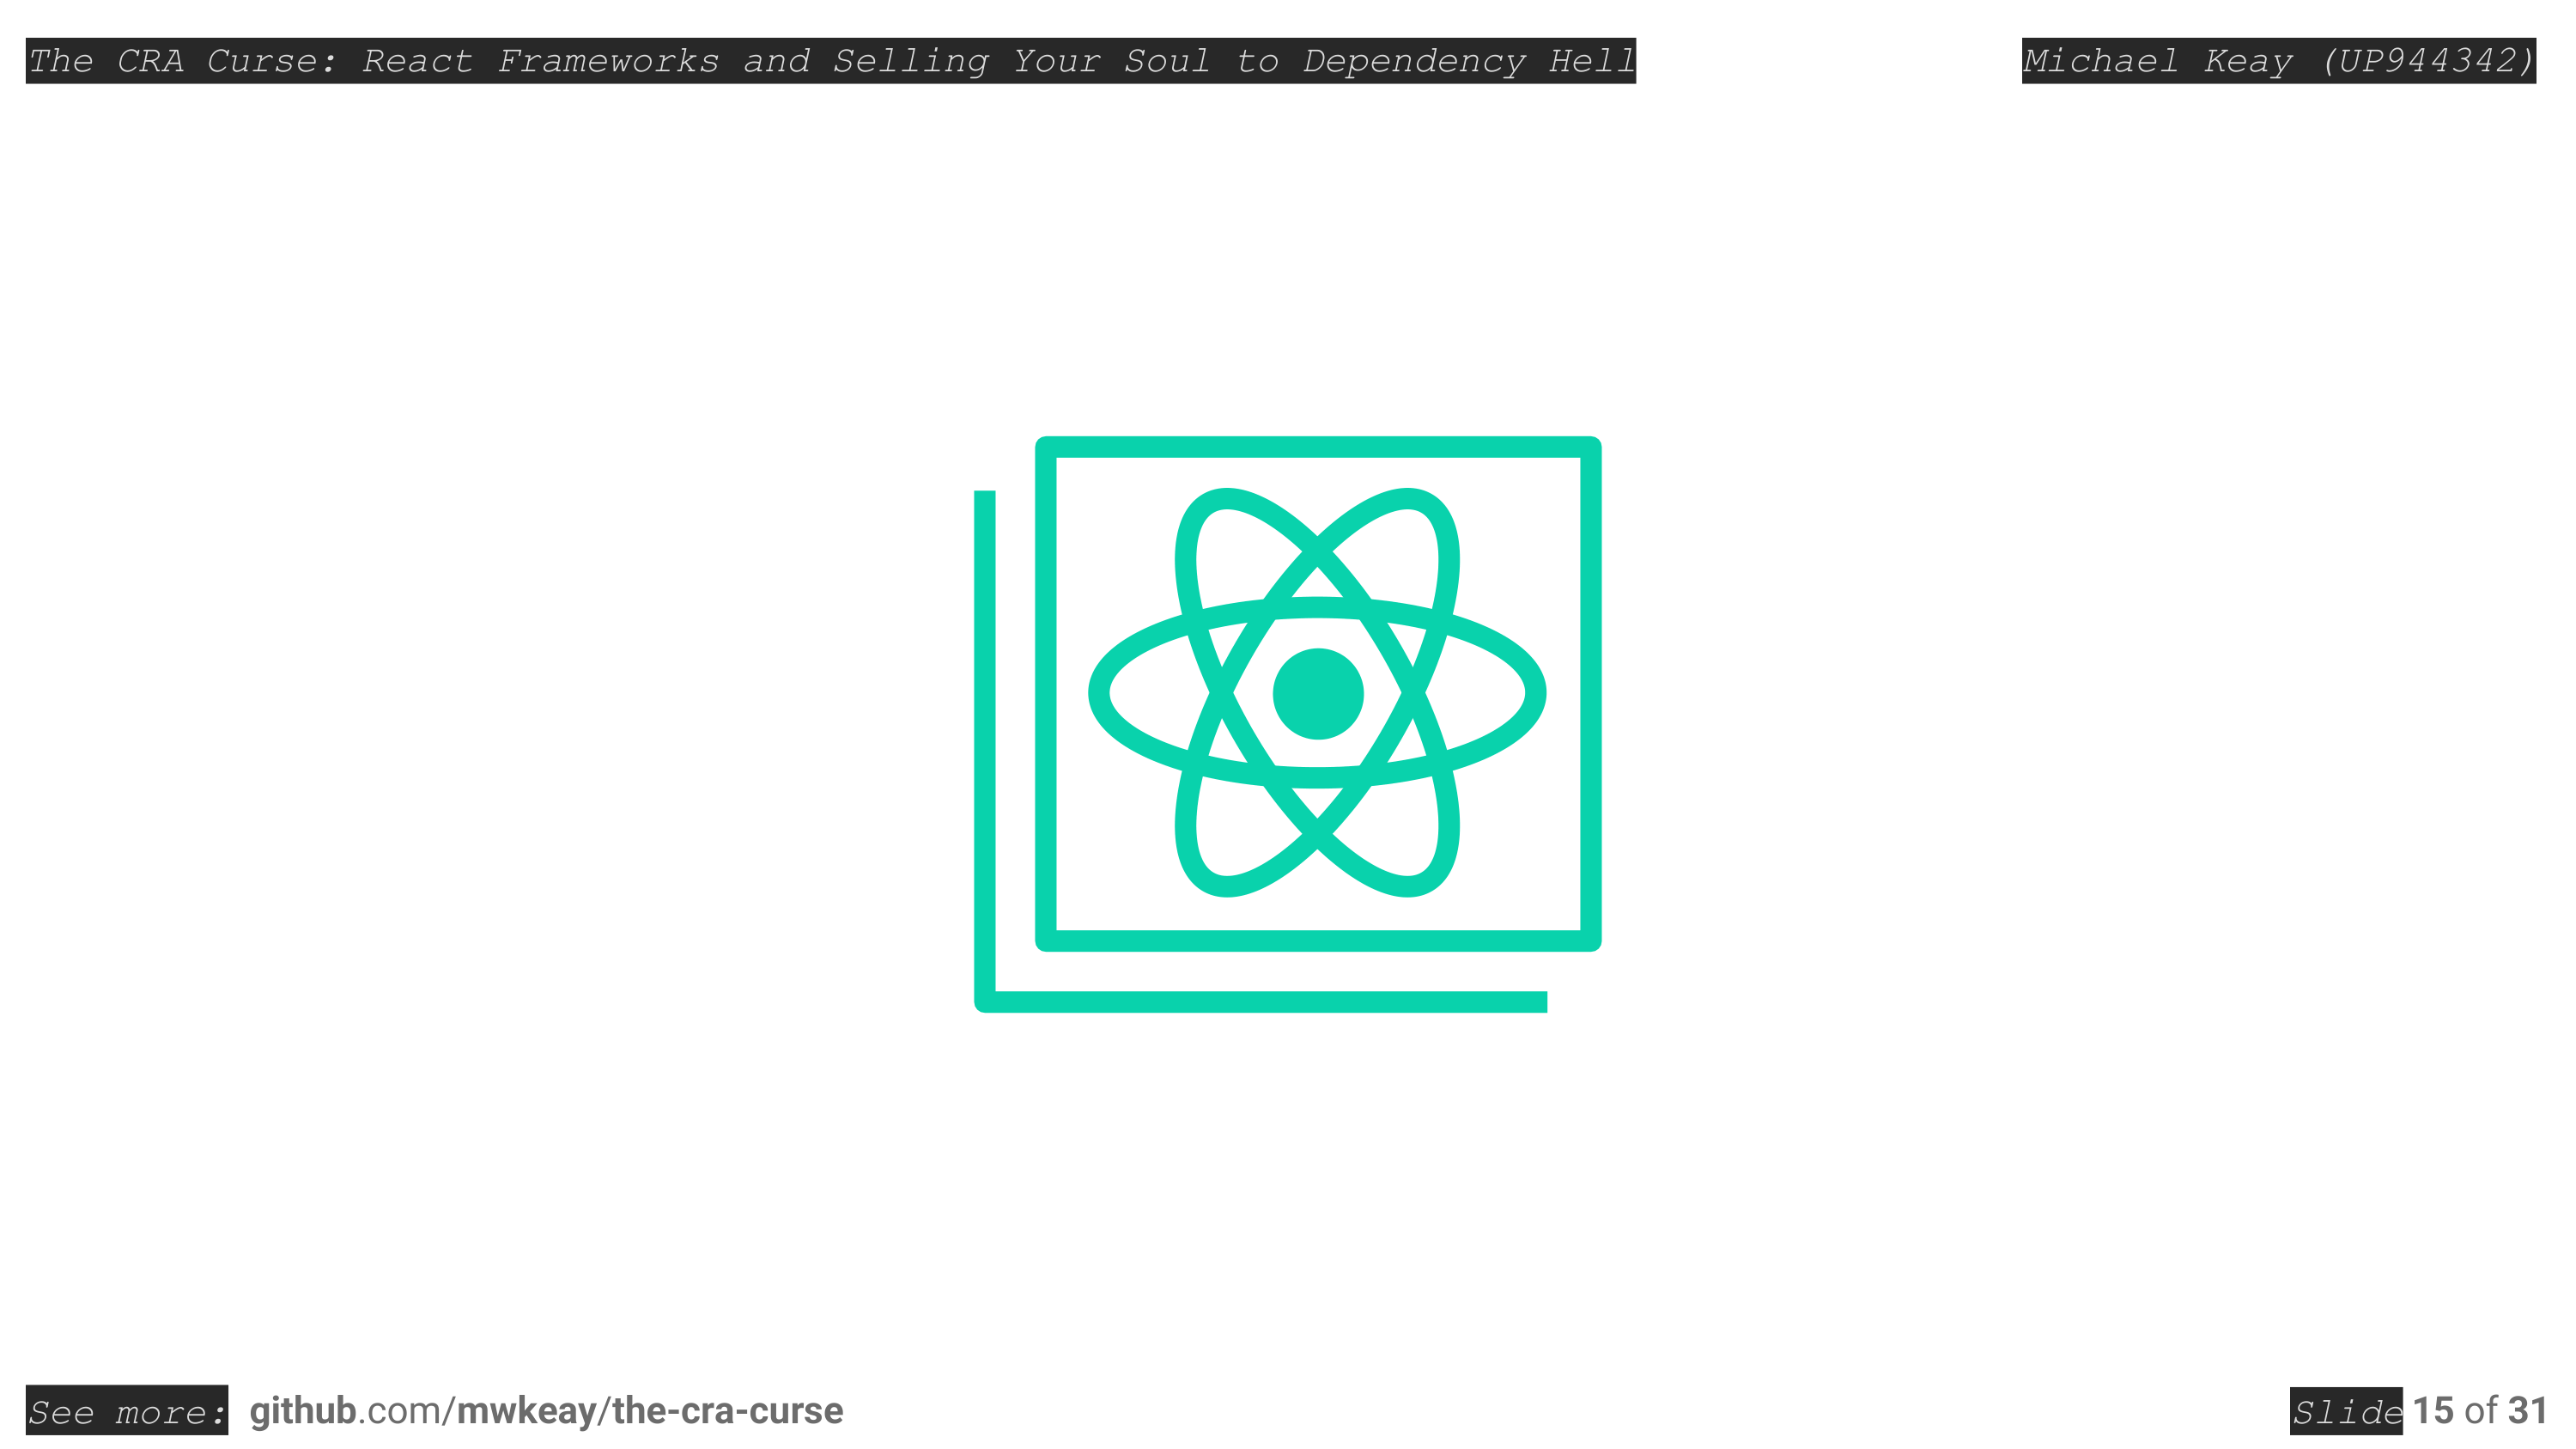 The CRA Curse: React Frameworks and Selling Your Soul to Dependency Hell
Michael Keay (UP944342)
See more: github.com/mwkeay/the-cra-curse
Slide 15 of 31